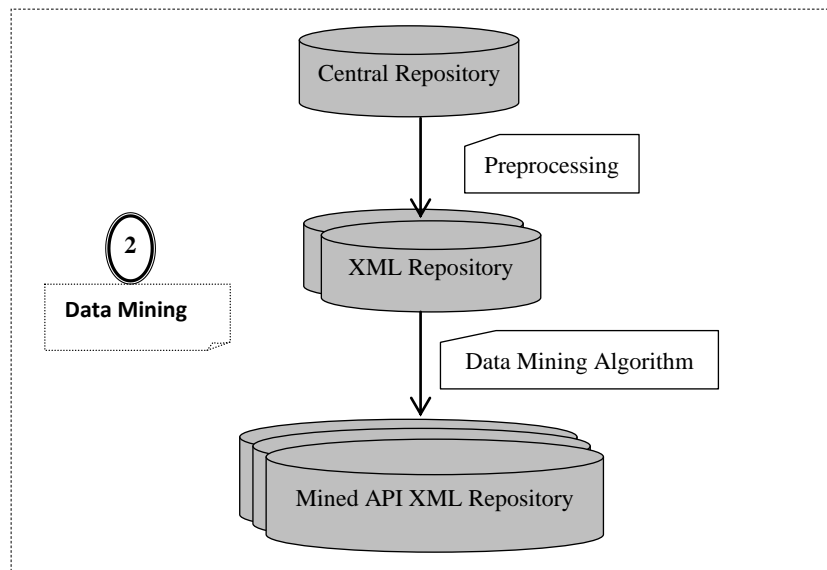 Central Repository
Preprocessing
XML Repository
2
Data Mining
Data Mining Algorithm
Mined API XML Repository